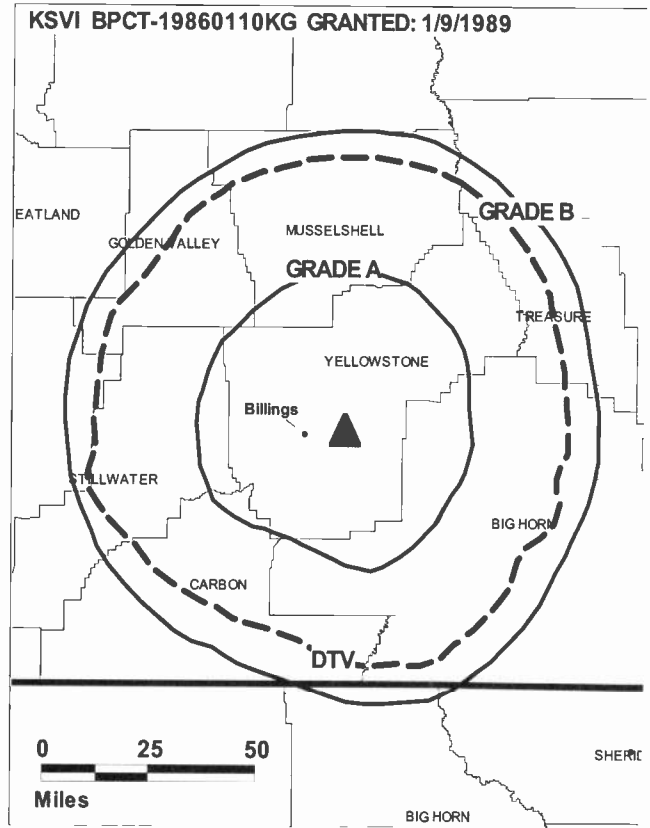 KSVI BPCT-19860110KG GRANTED: 1/9/1989
EATLAND
GOLDEN VALLEY
MUSSELSHELL
GRADE B
GRADE A
TREASURE
YELLOWSTONE
Billings
STILLWATER
BIG HORN
CARBON
DTV
0 25 50
Miles
SHERID
BIG HORN